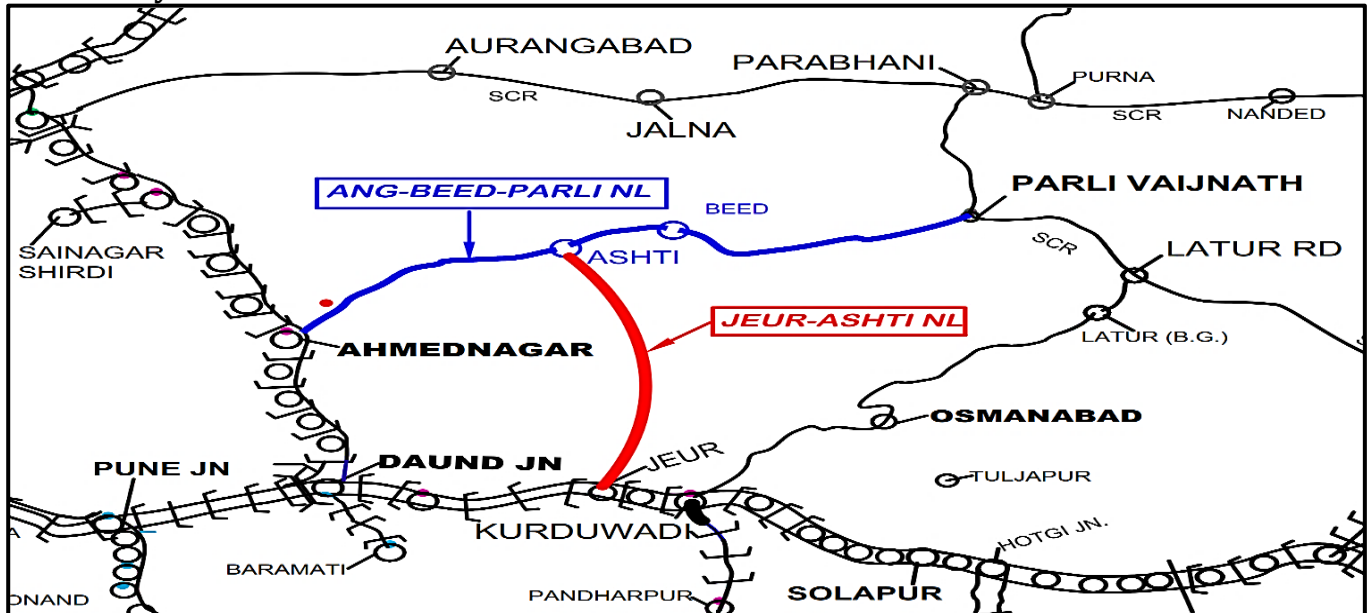 AURANGABAD
PARABHANI
PURNA
SCR
JALNA
SCR
NANDED
ANG-BEED-PARLI NL
PARLI VAIJNATH
BEED
SAINAGAR
SHIRDI
ASHTI
SCR
LATUR RD
JEUR-ASHTI NL
LATUR (B.G.)
AHMEDNAGAR
OSMANABAD
PUNE JN
DAUND JN
JEUR
TULJAPUR
KURDUWADI
HOTGI JN.
BARAMATI
PANDHARPUR
SOLAPUR
ONAND